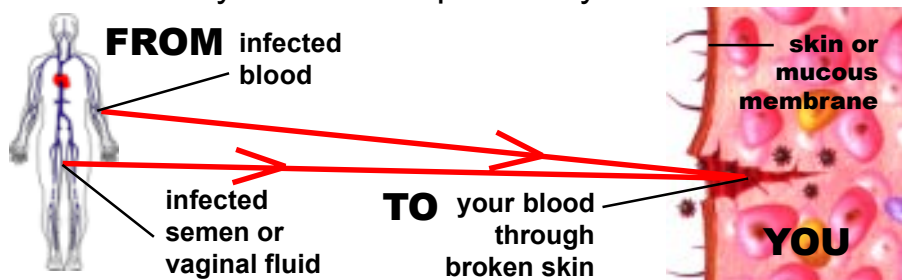 FROM infected
blood
skin or
mucous
membrane
infected
semen or
vaginal fluid
TO your blood
through
broken skin
YOU